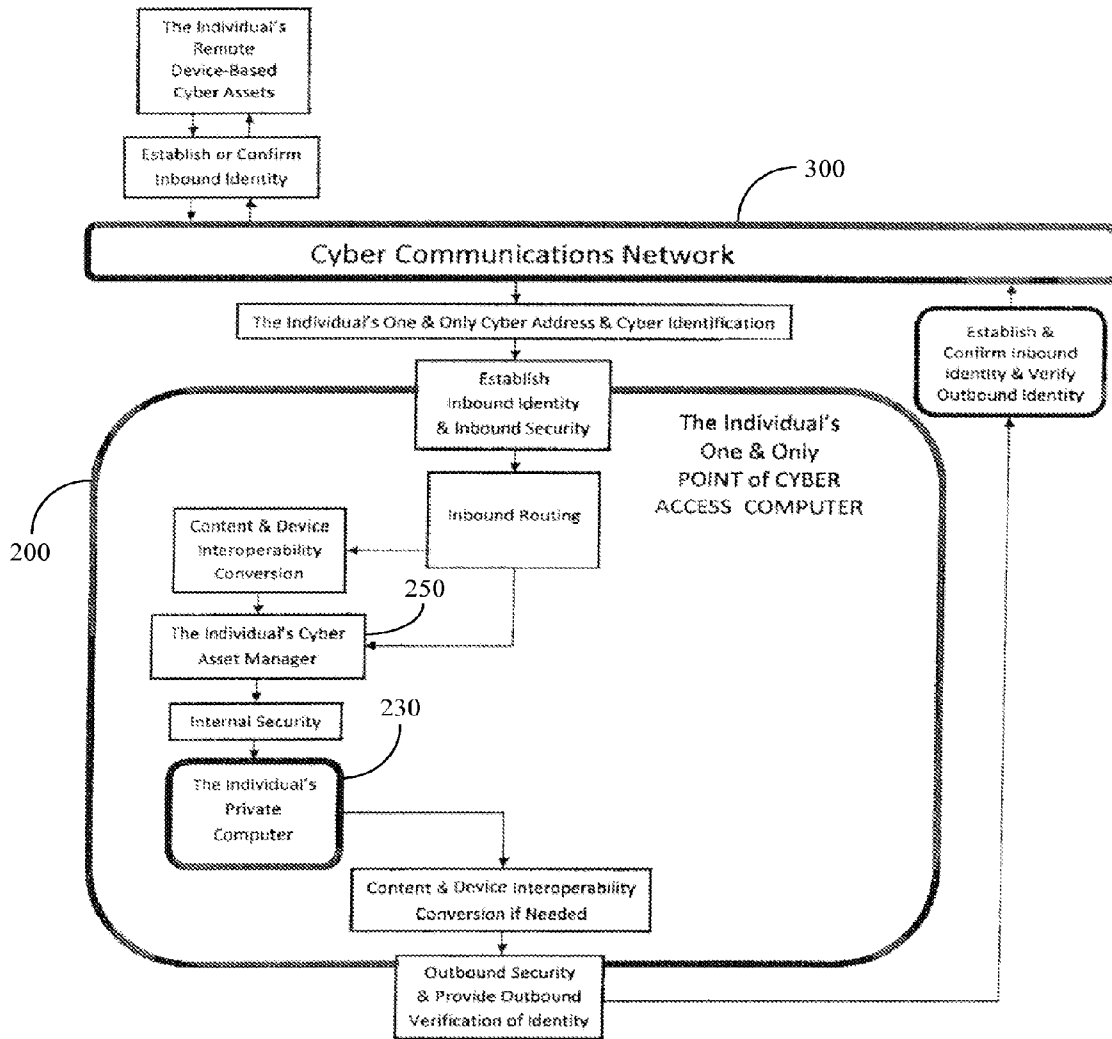 The Individual's
Remote
Device-Based
Cyber Assets
Establish or Confirm
Inbound Identity
300
Cyber Communications Network
The Individual's One & Only Cyber Address & Cyber Identification
Establish &
Confirm Inbound
Identity & Verify
Outbound Identity
Establish
Inbound Identity
& Inbound Security
The Individual's
One & Only
POINT of CYBER
ACCESS COMPUTER
200
Inbound Routing
Content & Device
Interoperability
Conversion
250
The Individual's Cyber
Asset Manager
Internal Security
230
The Individual's
Private
Computer
Content & Device Interoperability
Conversion if Needed
Outbound Security
& Provide Outbound
Verification of Identity